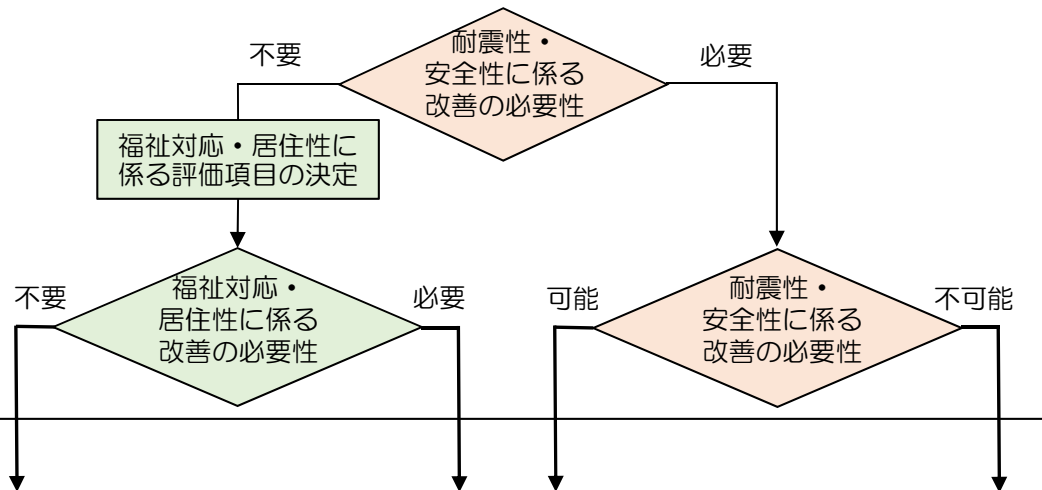 耐震性・
安全性に係る
改善の必要性
不要
必要
福祉対応・居住性に
係る評価項目の決定
不要
福祉対応・
居住性に係る
改善の必要性
必要
可能
耐震性・
安全性に係る
改善の必要性
不可能